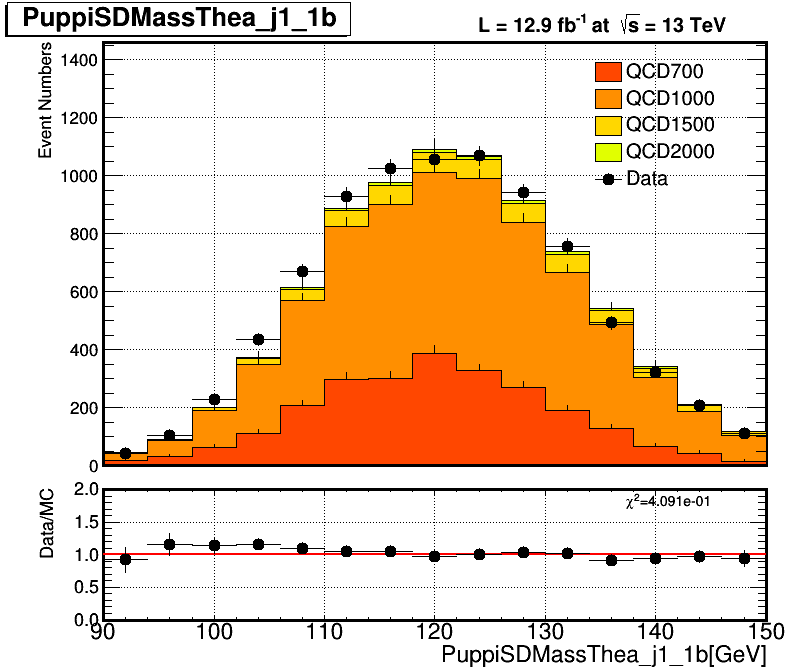 PuppiSDMassThea_j1_1b
L = 12.9 fb⁻¹ at √s = 13 TeV
Event Numbers
1400
1200
1000
800
600
400
200
0
QCD700
QCD1000
QCD1500
QCD2000
Data
Data/MC
2.0
1.5
1.0
0.5
0.0
χ²=4.091e-01
90 100 110 120 130 140 150
PuppiSDMassThea_j1_1b[GeV]